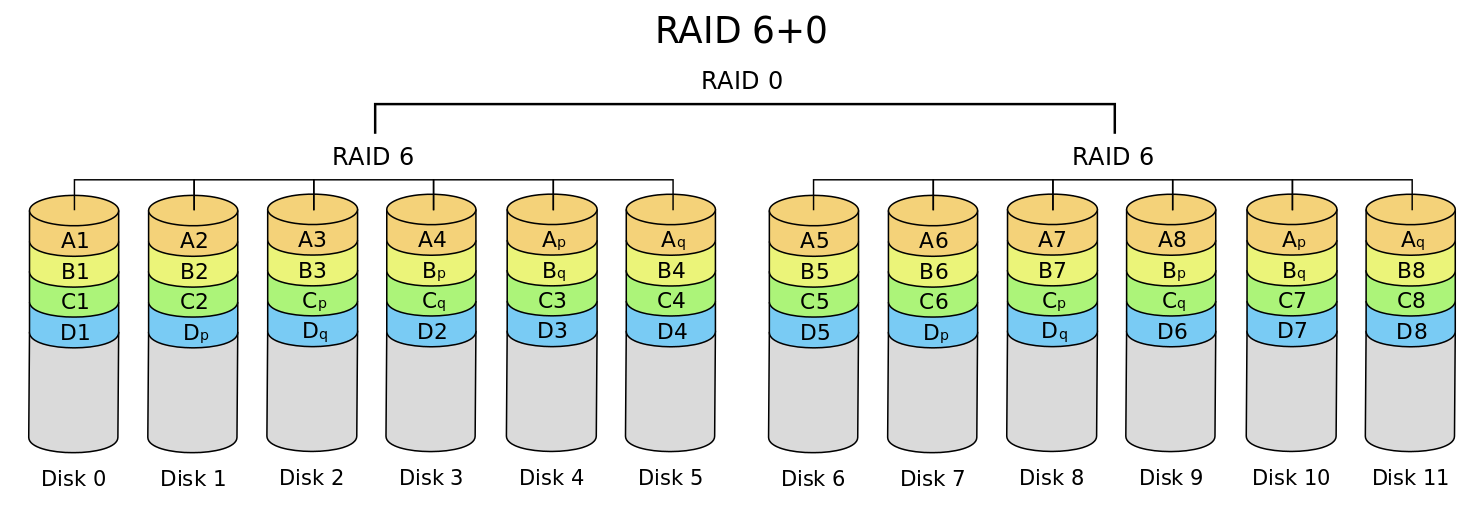 RAID 6+0
RAID 0
RAID 6 RAID 6
A1 A2 A3 A4 Ap Aq A5 A6 A7 A8 Ap Aq
B1 B2 B3 Bp Bq B4 B5 B6 B7 Bp Bq B8
C1 C2 Cp Cq C3 C4 C5 C6 Cp Cq C7 C8
D1 Dp Dq D2 D3 D4 D5 Dp Dq D6 D7 D8
Disk 0 Disk 1 Disk 2 Disk 3 Disk 4 Disk 5 Disk 6 Disk 7 Disk 8 Disk 9 Disk 10 Disk 11